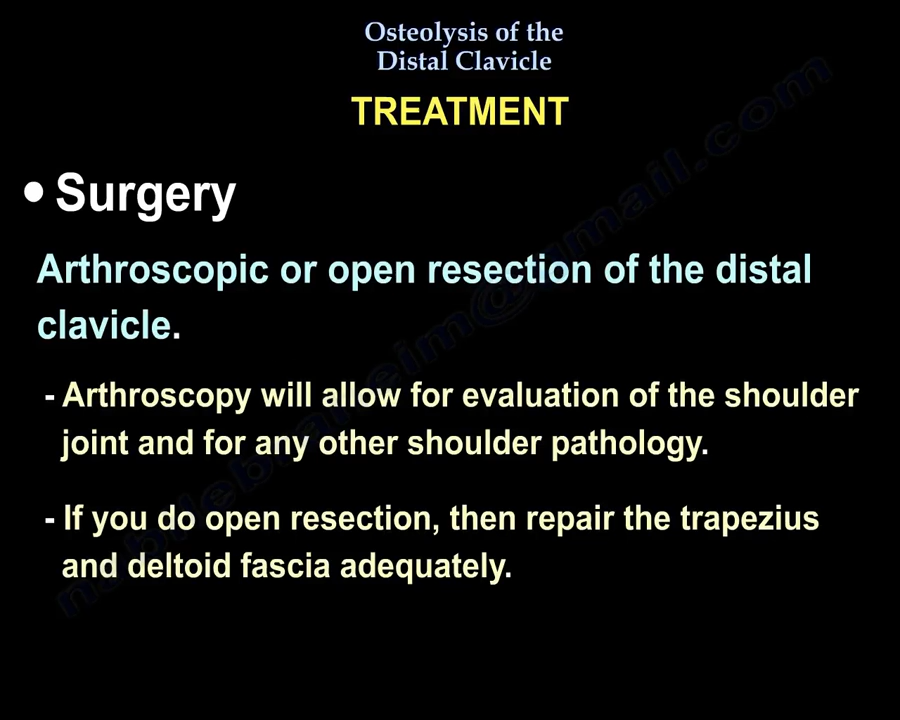 Osteolysis of the
Distal Clavicle
TREATMENT
• Surgery
Arthroscopic or open resection of the distal
clavicle.
- Arthroscopy will allow for evaluation of the shoulder
joint and for any other shoulder pathology.
- If you do open resection, then repair the trapezius
and deltoid fascia adequately.